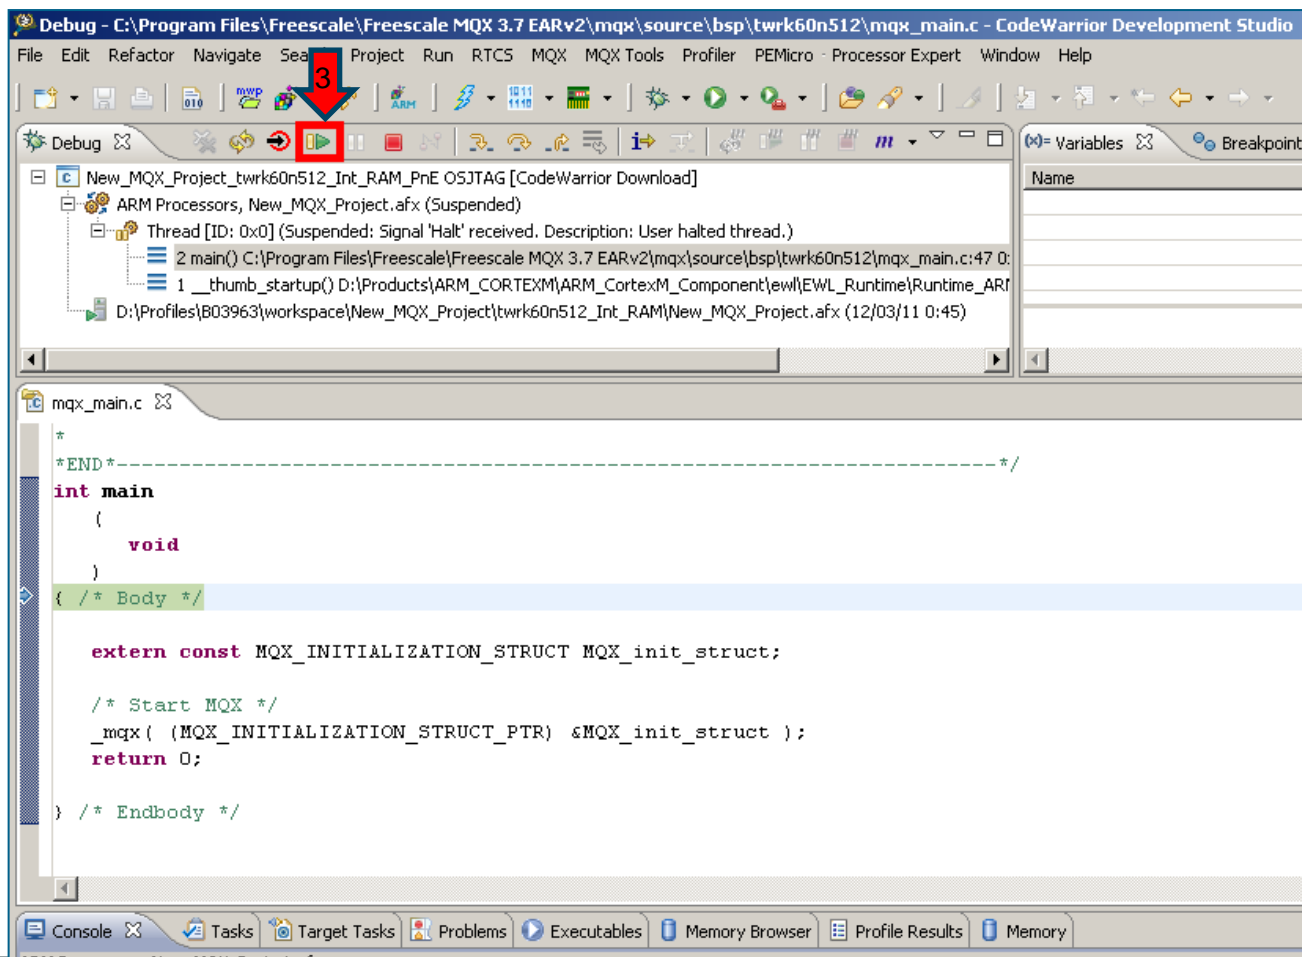 Debug - C:\Program Files\Freescale\Freescale MQX 3.7 EARv2\mqx\source\bsp\twrk60n512\mqx_main.c - CodeWarrior Development Studio
File Edit Refactor Navigate Sea Project Run RTCS MQX MQX Tools Profiler PEMicro Processor Expert Window Help
3
Debug
(x)= Variables Breakpoint
New_MQX_Project_twrk60n512_Int_RAM_PnE OSJTAG [CodeWarrior Download]
Name
ARM Processors, New_MQX_Project.afx (Suspended)
Thread [ID: 0x0] (Suspended: Signal 'Halt' received. Description: User halted thread.)
2 main() C:\Program Files\Freescale\Freescale MQX 3.7 EARv2\mqx\source\bsp\twrk60n512\mqx_main.c:47 0:
1 __thumb_startup() D:\Products\ARM_CORTEXM\ARM_CortexM_Component\ewl\EWL_Runtime\Runtime_ARM
D:\Profiles\B03963\workspace\New_MQX_Project\twrk60n512_Int_RAM\New_MQX_Project.afx (12/03/11 0:45)
mqx_main.c
*
*END*----------------------------------------------------------------------*/
int main
(
void
)
{ /* Body */
extern const MQX_INITIALIZATION_STRUCT MQX_init_struct;
/* Start MQX */
_mqx( (MQX_INITIALIZATION_STRUCT_PTR) &MQX_init_struct );
return 0;
} /* Endbody */
Console Tasks Target Tasks Problems Executables Memory Browser Profile Results Memory